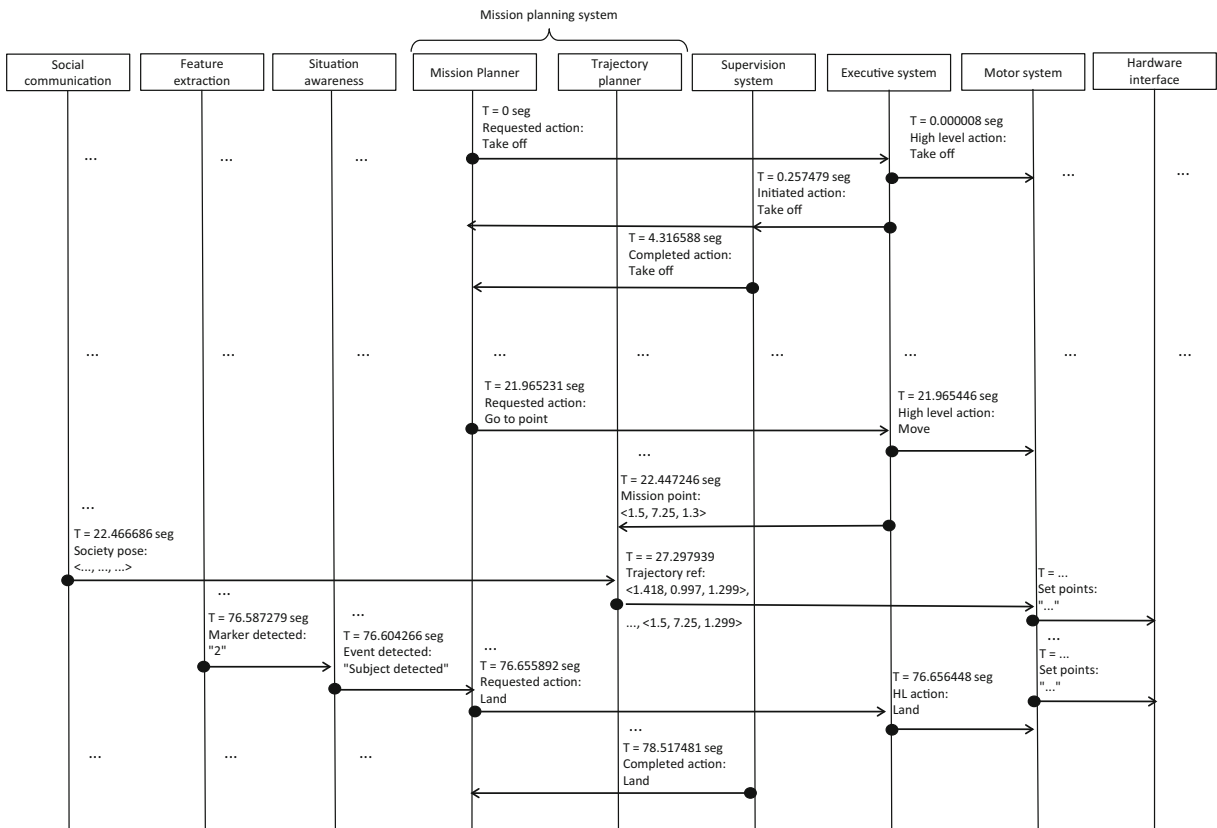 Mission planning system
Social
communication
Feature
extraction
Situation
awareness
Mission Planner
Trajectory
planner
Supervision
system
Executive system
Motor system
Hardware
interface
T = 0 seg
Requested action:
Take off
T = 0.000008 seg
High level action:
Take off
...
...
...
...
...
T = 0.257479 seg
Initiated action:
Take off
T = 4.316588 seg
Completed action:
Take off
...
...
...
...
...
...
...
...
T = 21.965231 seg
Requested action:
Go to point
T = 21.965446 seg
High level action:
Move
...
T = 22.447246 seg
Mission point:
<1.5, 7.25, 1.3>
...
T = 22.466686 seg
Society pose:
<..., ..., ...>
T = = 27.297939
Trajectory ref:
<1.418, 0.997, 1.299>,
..., <1.5, 7.25, 1.299>
T = ...
Set points:
"..."
...
T = 76.587279 seg
Marker detected:
"2"
...
T = 76.604266 seg
Event detected:
"Subject detected"
...
T = 76.655892 seg
Requested action:
Land
...
T = ...
Set points:
"..."
T = 76.656448 seg
HL action:
Land
...
T = 78.517481 seg
Completed action:
Land
...
...
...